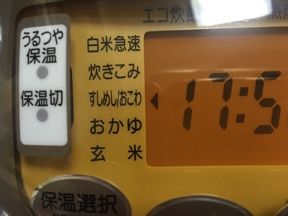 エコ炊
うるつや
保温
保温切
白米急速
炊きこみ
すしめし/おこわ
おかゆ
玄米
17:5
保温選択